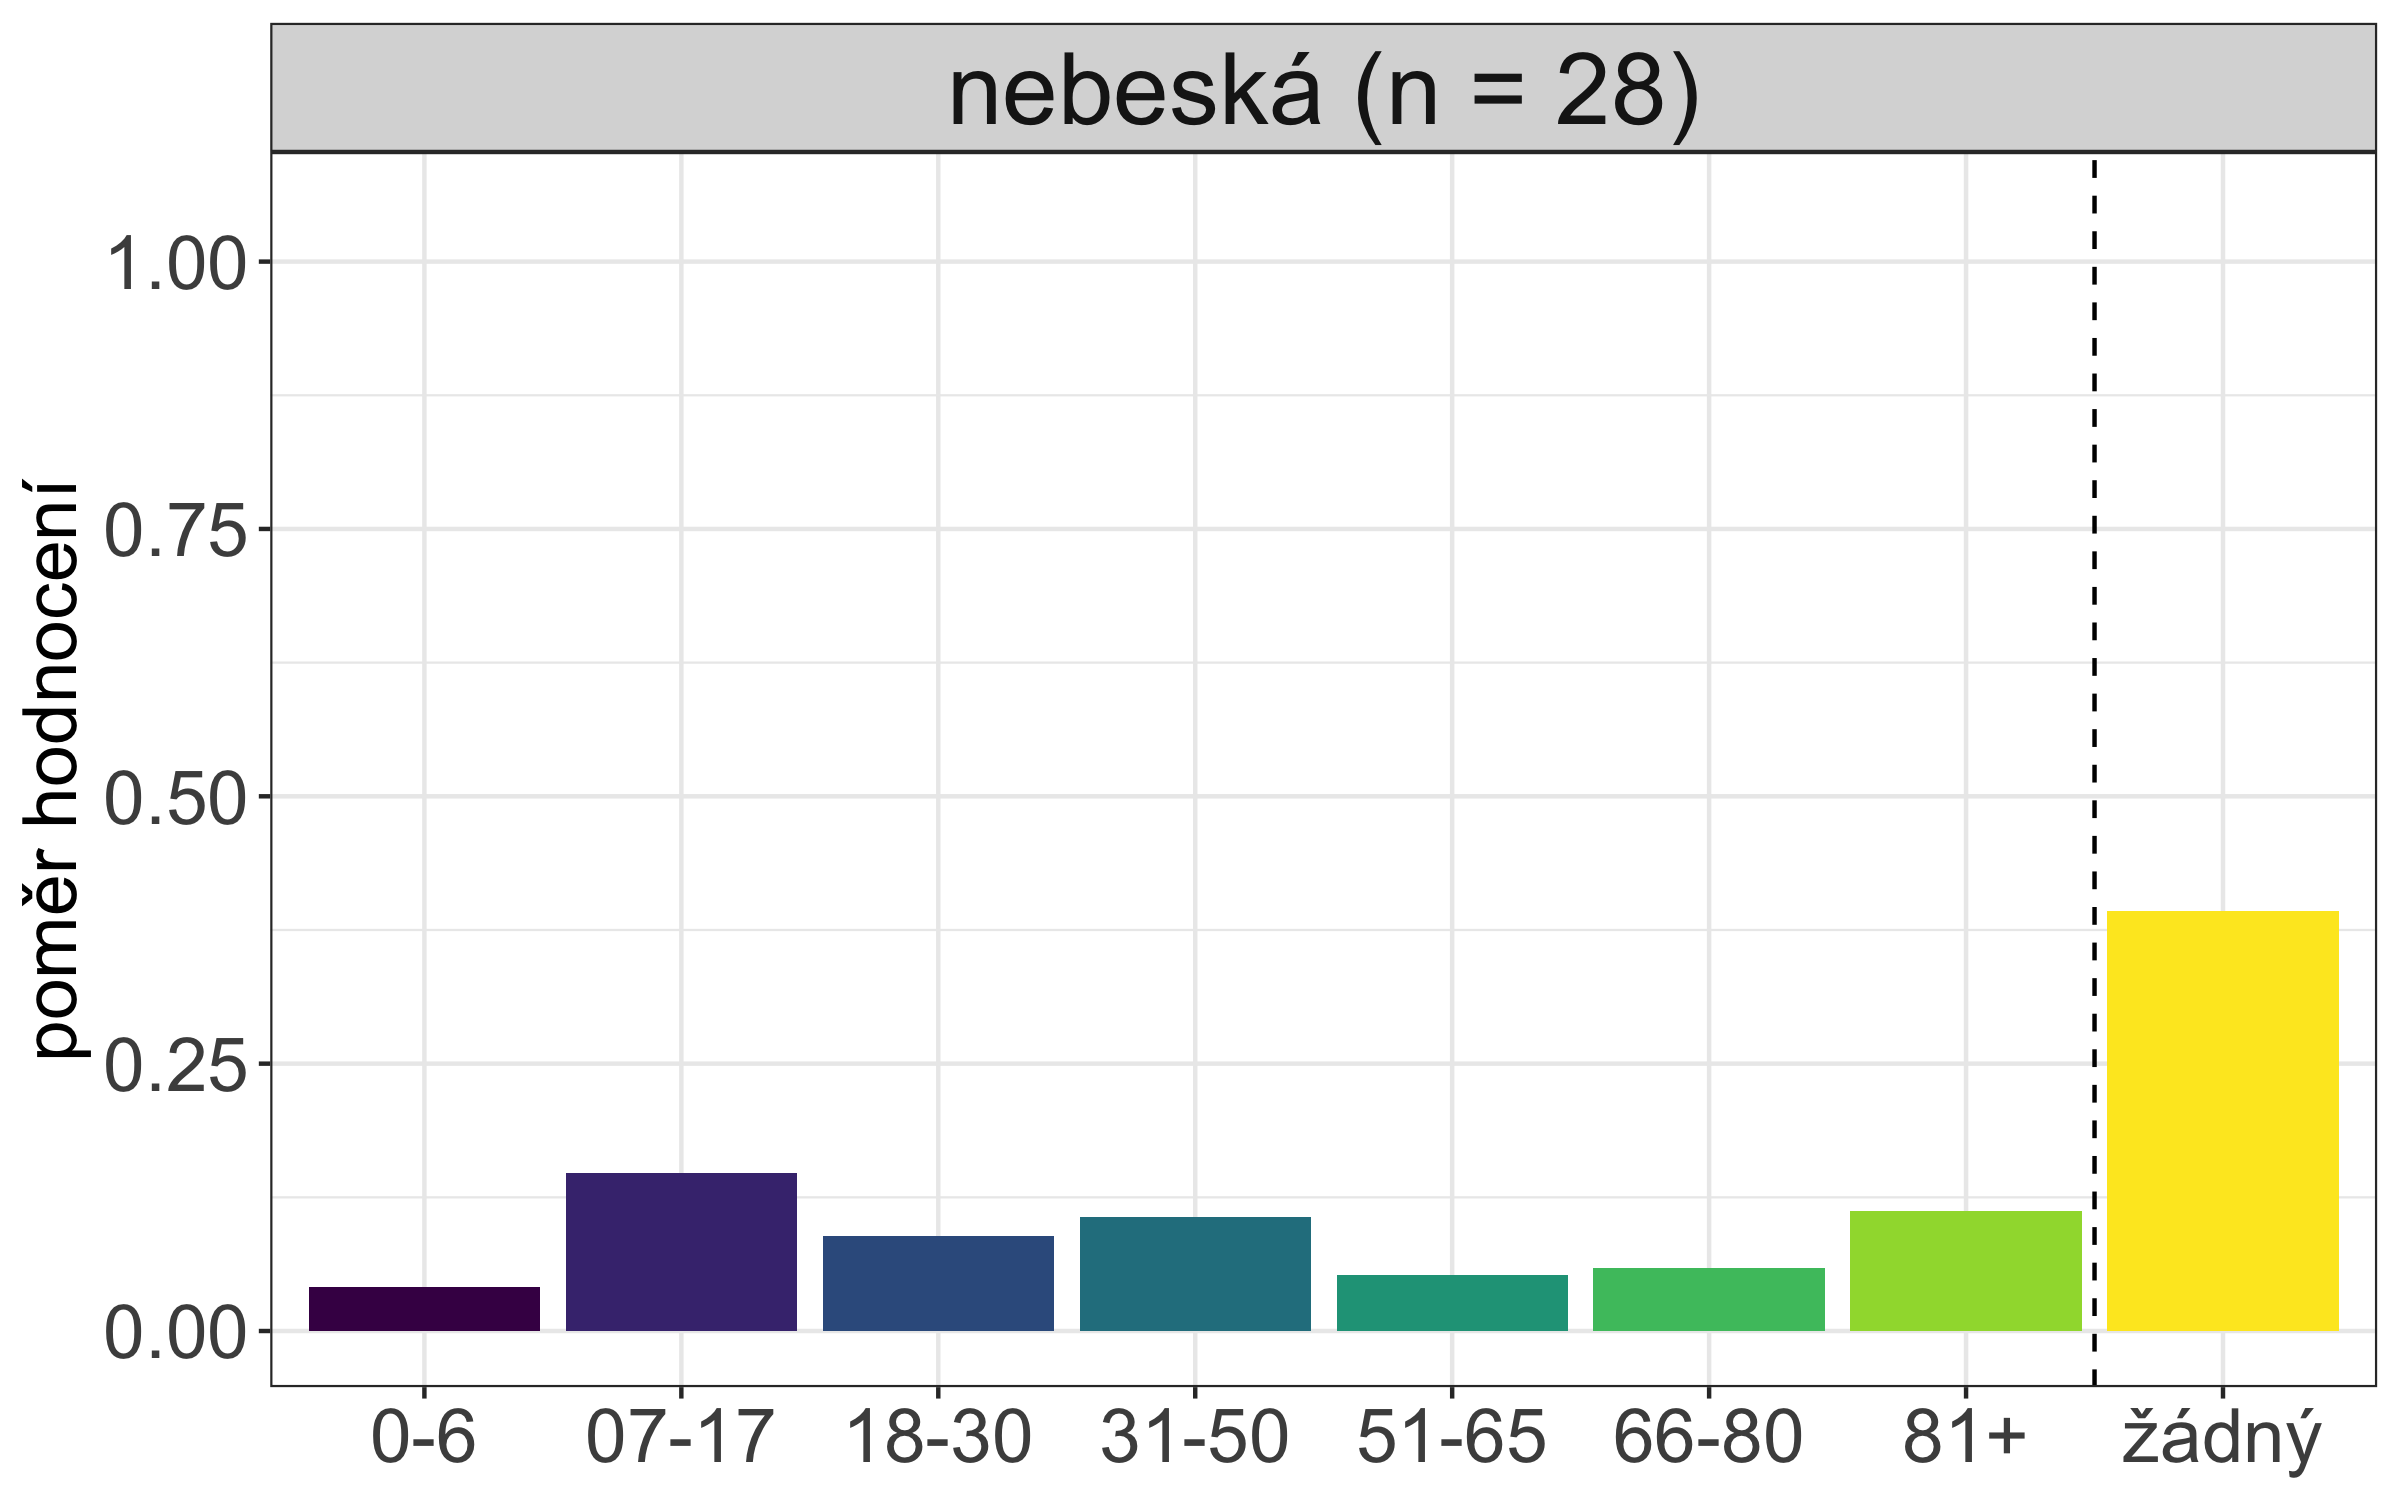 nebeská (n = 28)
poměr hodnocení
1.00
0.75
0.50
0.25
0.00
0-6 07-17 18-30 31-50 51-65 66-80 81+ žádný